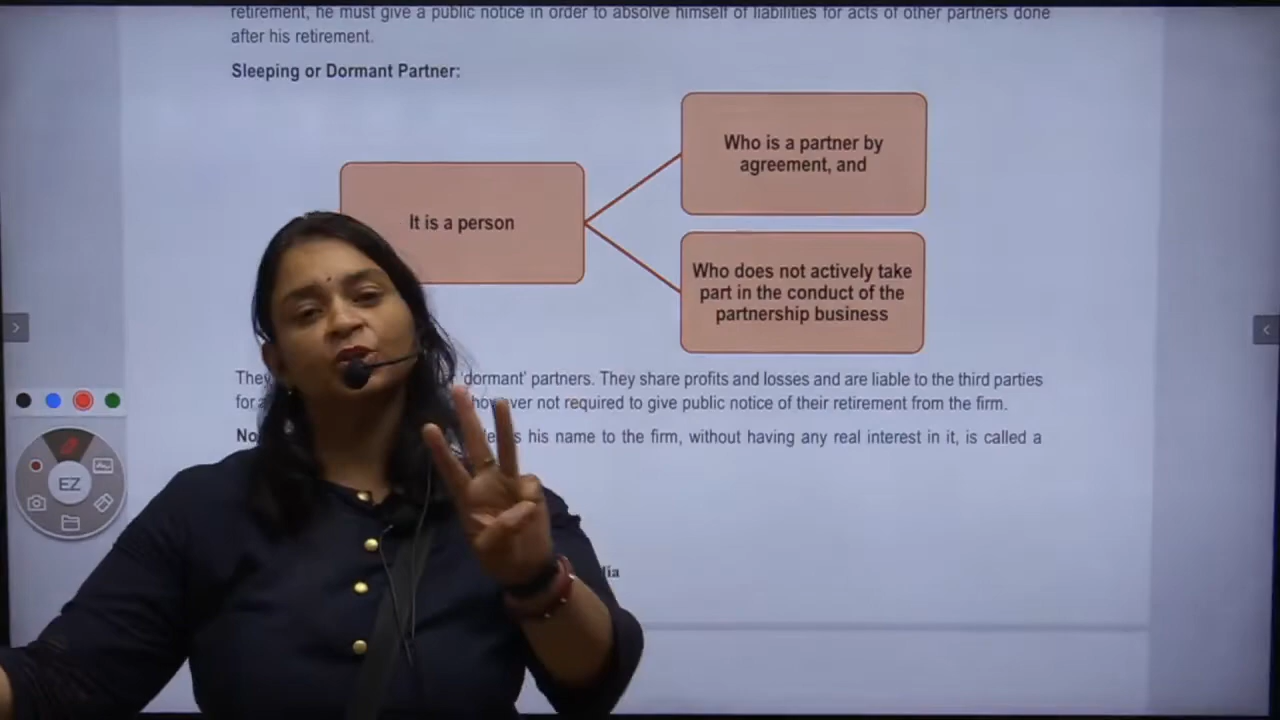 retirement, he must give a public notice in order to absolve himself of liabilities for acts of other partners done
after his retirement.
Sleeping or Dormant Partner:
Who is a partner by
agreement, and
It is a person
Who does not actively take
part in the conduct of the
partnership business
They 'dormant' partners. They share profits and losses and are liable to the third parties
for not required to give public notice of their retirement from the firm.
his name to the firm, without having any real interest in it, is called a
EZ